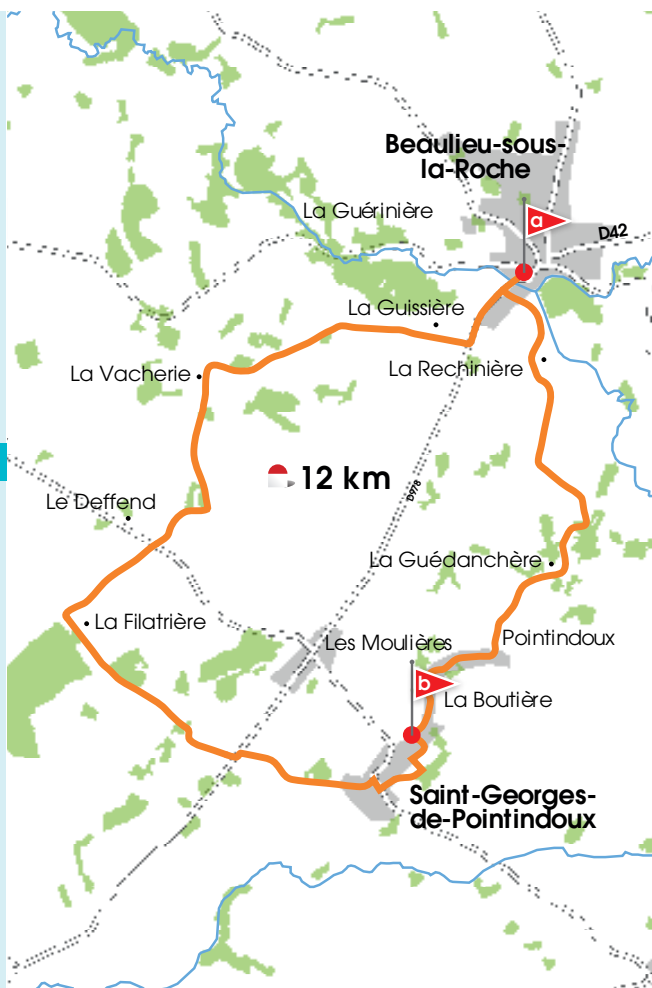 Beaulieu-sous-
la-Roche
La Guérinière
a
D42
La Guissière
La Rechinière
La Vacherie
12 km
D978
Le Deffend
La Guédanchère
La Filatrière
Les Moulières
Pointindoux
b
La Boutière
Saint-Georges-
de-Pointindoux